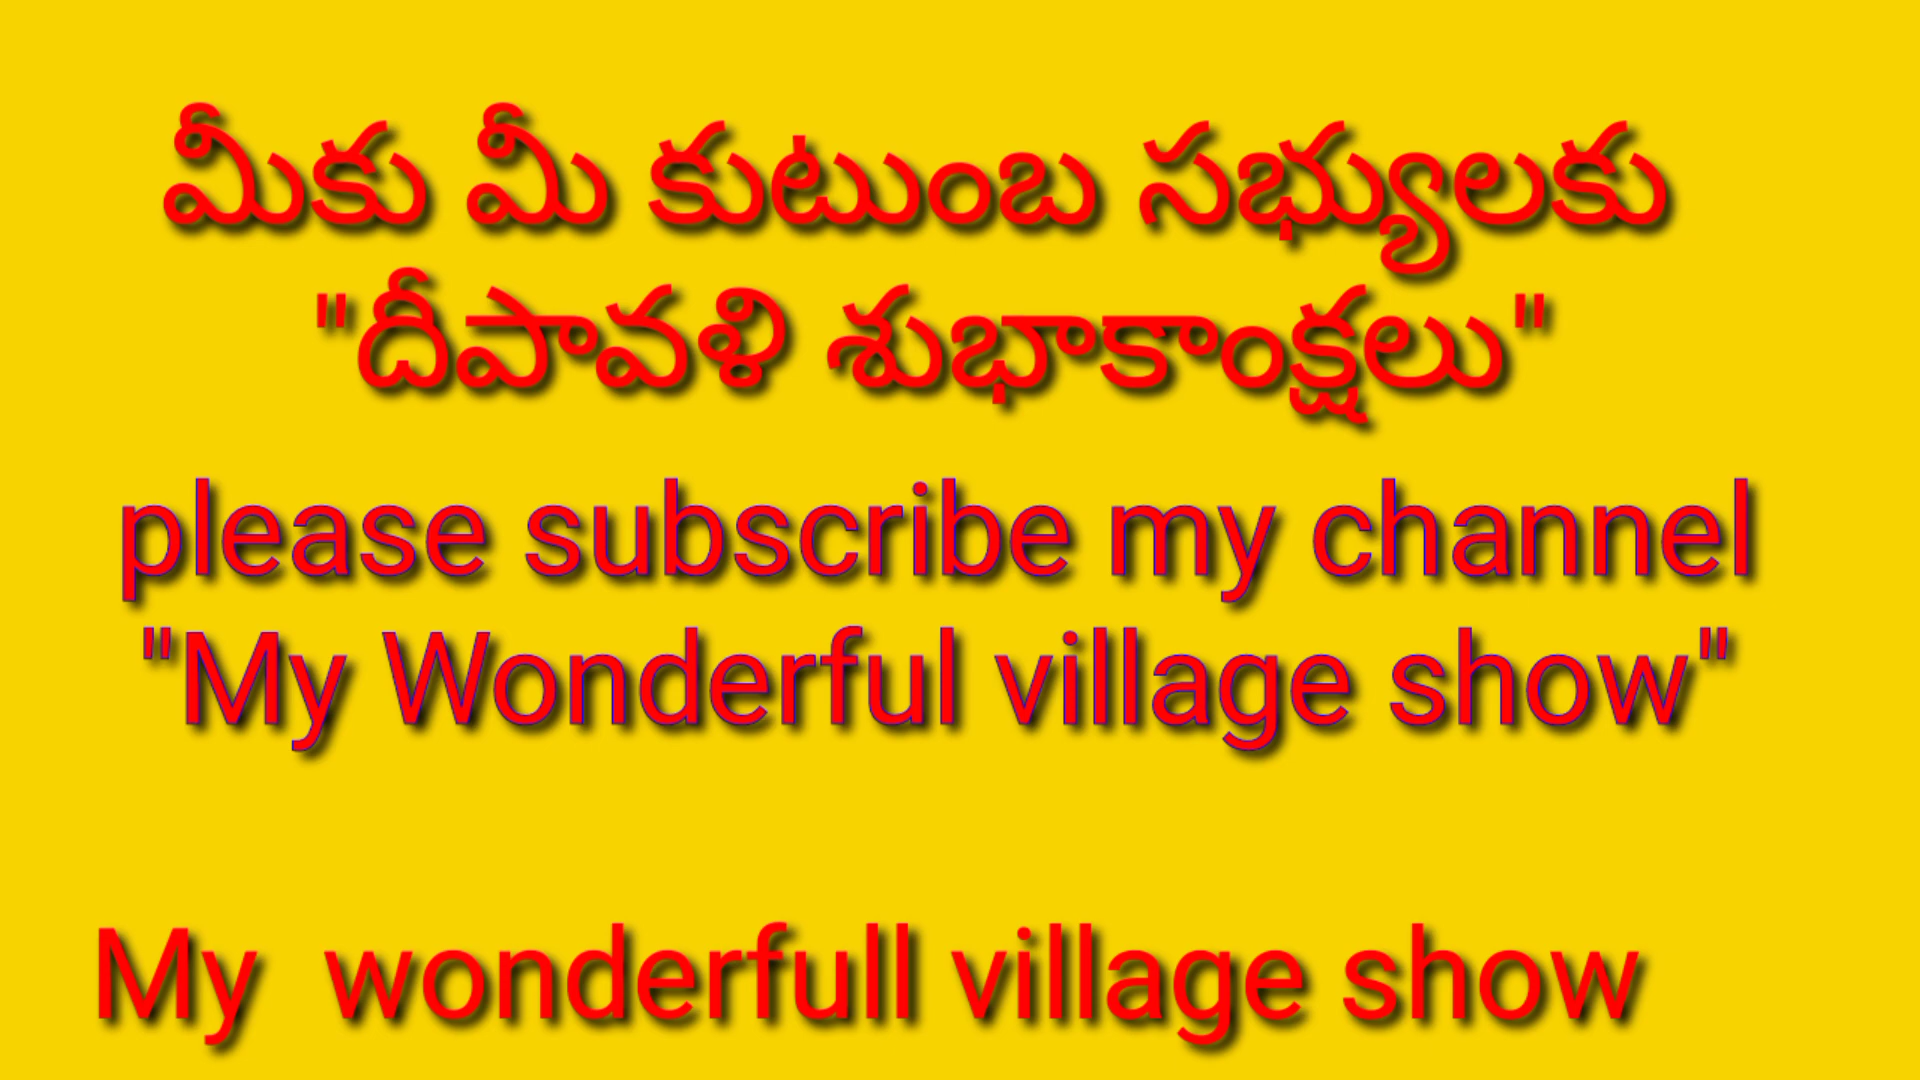 మీకు మీ కుటుంబ సభ్యులకు
"దీపావళి శుభాకాంక్షలు"
please subscribe my channel
"My Wonderful village show"
My  wonderfull village show